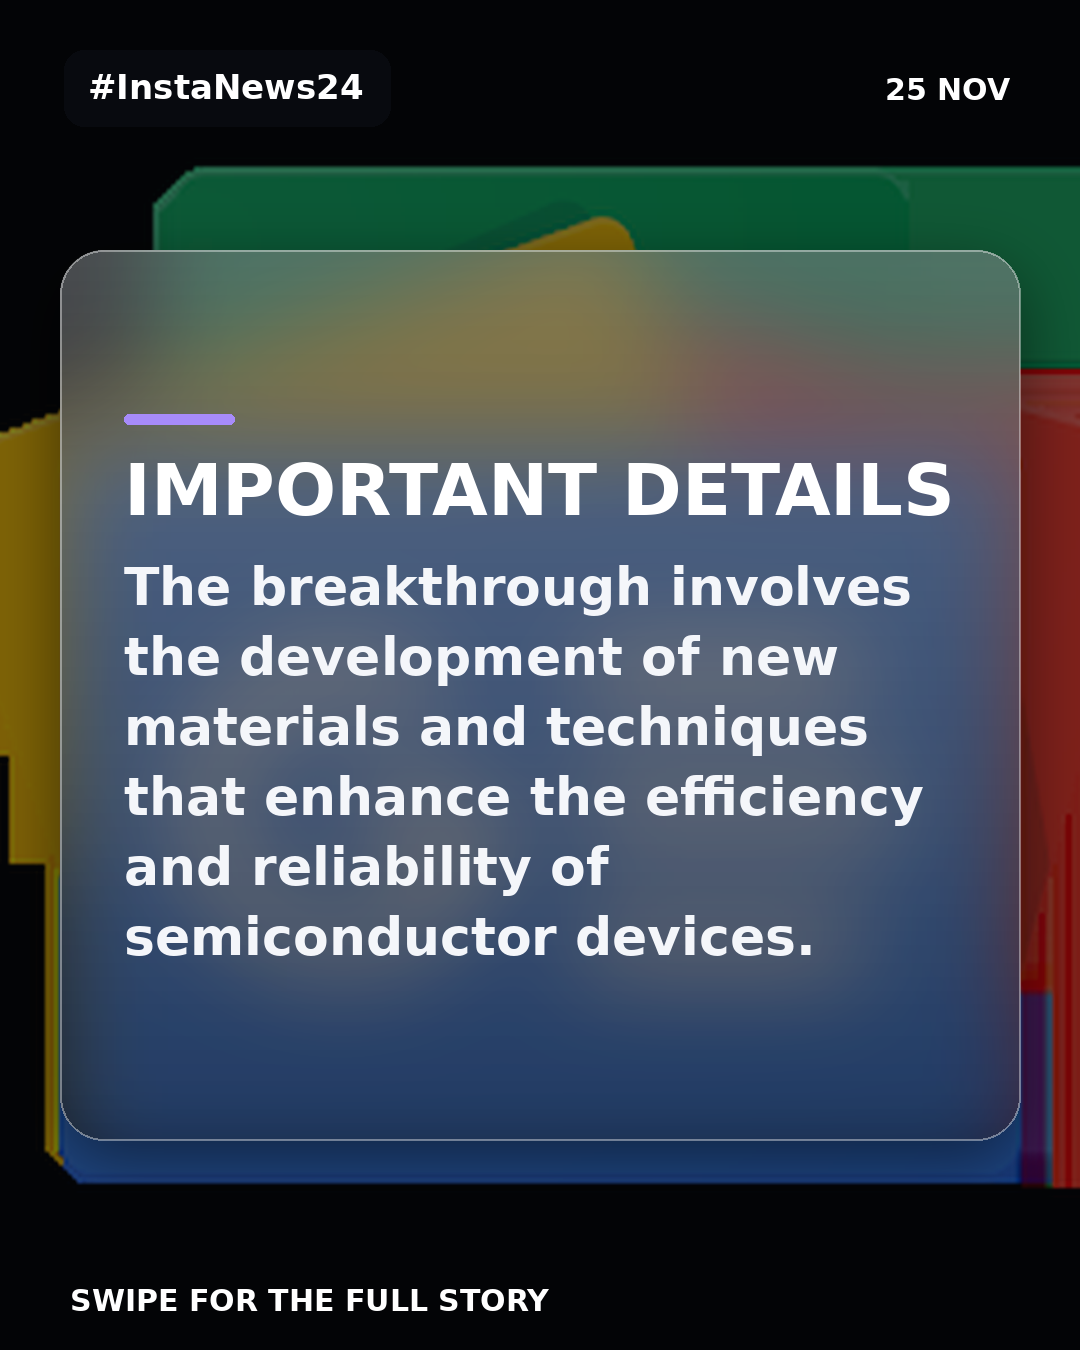 #InstaNews24
25 NOV
IMPORTANT DETAILS
The breakthrough involves
the development of new
materials and techniques
that enhance the efficiency
and reliability of
semiconductor devices.
SWIPE FOR THE FULL STORY